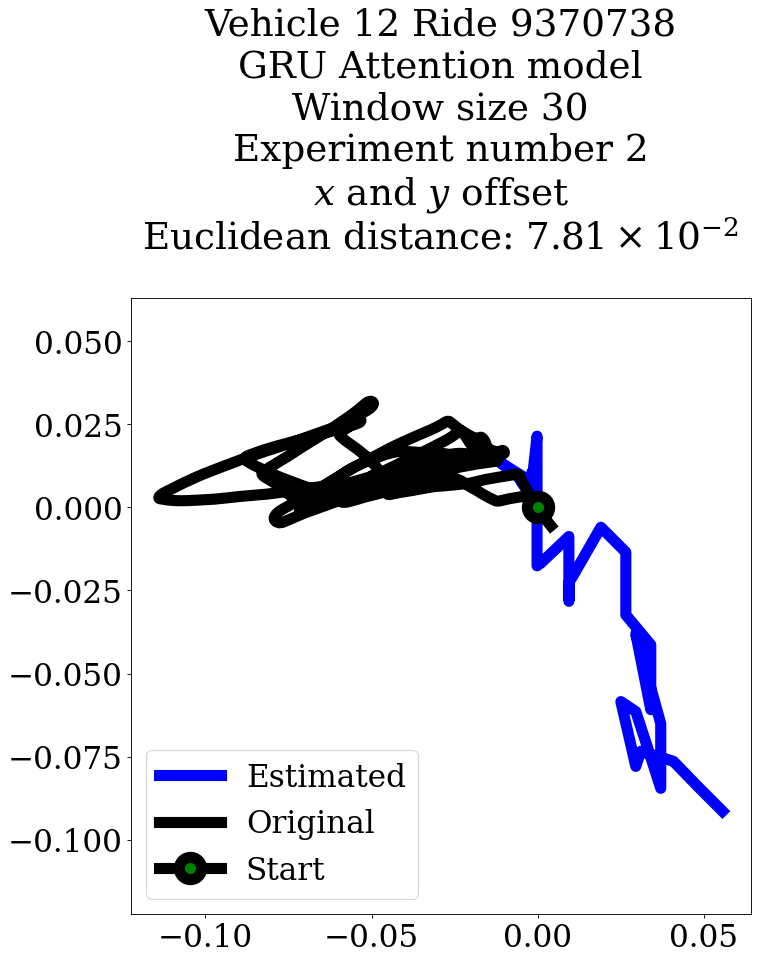 Vehicle 12 Ride 9370738
GRU Attention model
Window size 30
Experiment number 2
x and y offset
Euclidean distance: 7.81 × 10⁻²
0.050
0.025
0.000
−0.025
−0.050
−0.075
−0.100
Estimated
Original
Start
−0.10 −0.05 0.00 0.05